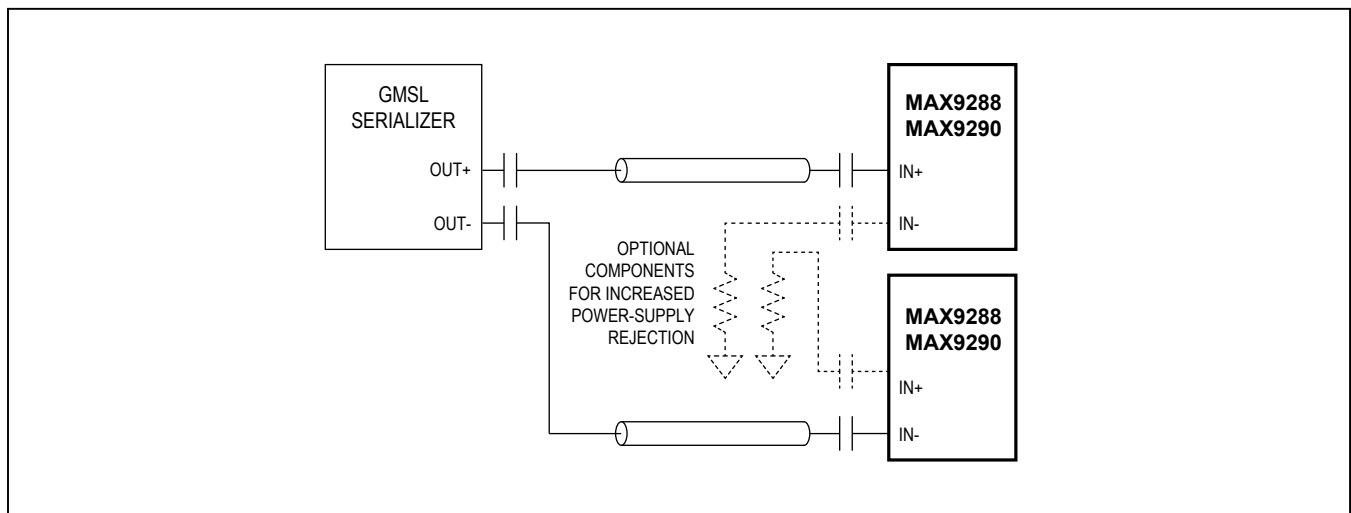 GMSL
SERIALIZER
OUT+
OUT-
MAX9288
MAX9290
IN+
IN-
OPTIONAL
COMPONENTS
FOR INCREASED
POWER-SUPPLY
REJECTION
MAX9288
MAX9290
IN+
IN-